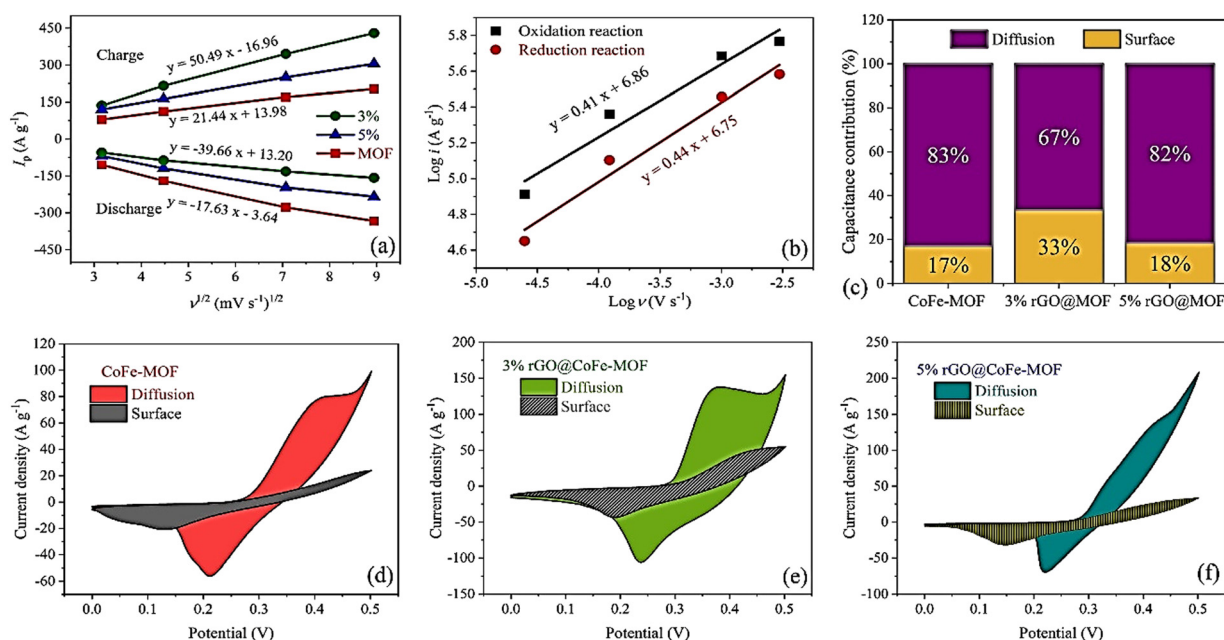 450
300
150
0
-150
-300
-450
I_p (A g⁻¹)
Charge
y = 50.49 x - 16.96
y = 21.44 x + 13.98
3%
5%
MOF
y = -39.66 x + 13.20
y = -17.63 x - 3.64
Discharge
(a)
3 4 5 6 7 8 9
ν^1/2 (mV s⁻¹)^1/2
5.8
5.6
5.4
5.2
5.0
4.8
4.6
Log i (A g⁻¹)
Oxidation reaction
Reduction reaction
y = 0.41 x + 6.86
y = 0.44 x + 6.75
(b)
-5.0 -4.5 -4.0 -3.5 -3.0 -2.5
Log ν (V s⁻¹)
Diffusion
Surface
120
100
80
60
40
20
0
Capacitance contribution (%)
83%
67%
82%
17%
33%
18%
(c)
CoFe-MOF 3% rGO@MOF 5% rGO@MOF
120
100
80
60
40
20
0
-20
-40
-60
Current density (A g⁻¹)
CoFe-MOF
Diffusion
Surface
(d)
0.0 0.1 0.2 0.3 0.4 0.5
Potential (V)
200
150
100
50
0
-50
-100
-150
Current density (A g⁻¹)
3% rGO@CoFe-MOF
Diffusion
Surface
(e)
0.0 0.1 0.2 0.3 0.4 0.5
Potential (V)
250
200
150
100
50
0
-50
-100
Current density (A g⁻¹)
5% rGO@CoFe-MOF
Diffusion
Surface
(f)
0.0 0.1 0.2 0.3 0.4 0.5
Potential (V)